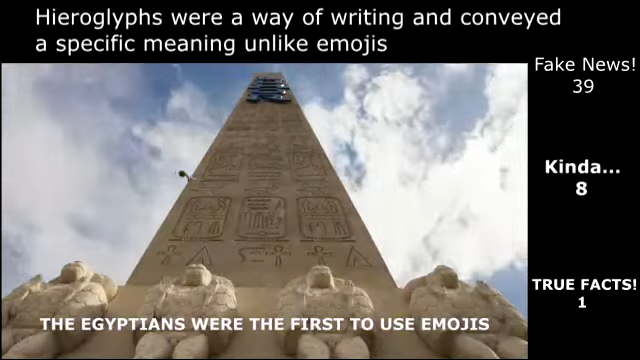 Hieroglyphs were a way of writing and conveyed
a specific meaning unlike emojis
Fake News!
39
Kinda...
8
TRUE FACTS!
1
THE EGYPTIANS WERE THE FIRST TO USE EMOJIS